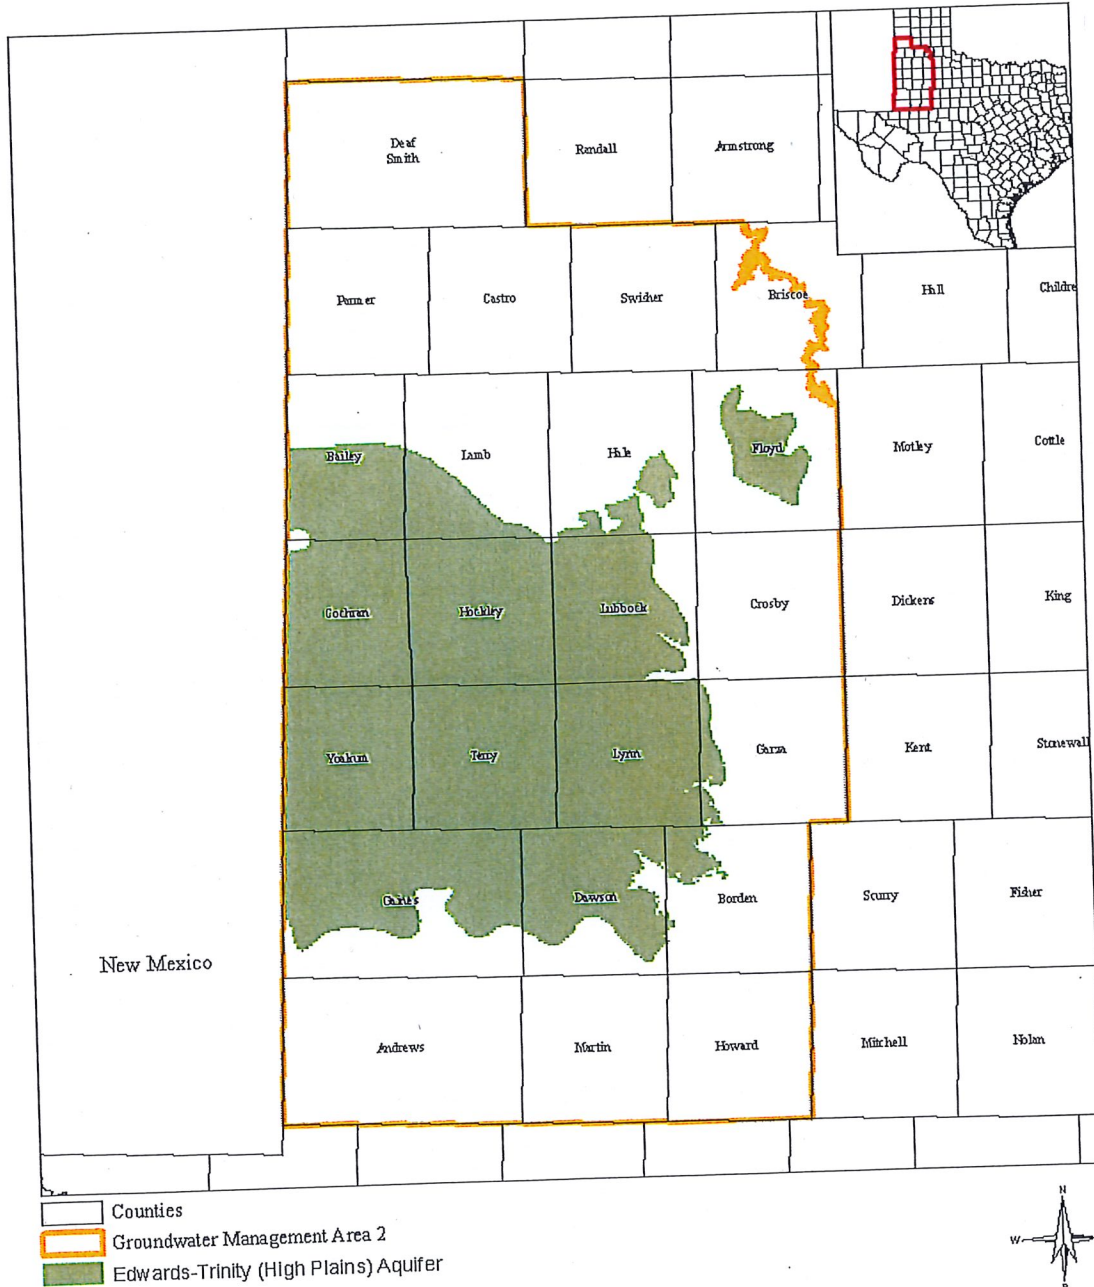 Deaf
Smith
Randall
Armstrong
Parmer
Castro
Swisher
Briscoe
Hall
Childre
Bailey
Lamb
Hale
Floyd
Motley
Cottle
Cochran
Hockley
Lubbock
Crosby
Dickens
King
Yoakum
Terry
Lynn
Garza
Kent
Stonewall
Gaines
Dawson
Borden
Scurry
Fisher
New Mexico
Andrews
Martin
Howard
Mitchell
Nolan
Counties
Groundwater Management Area 2
Edwards-Trinity (High Plains) Aquifer
N
W